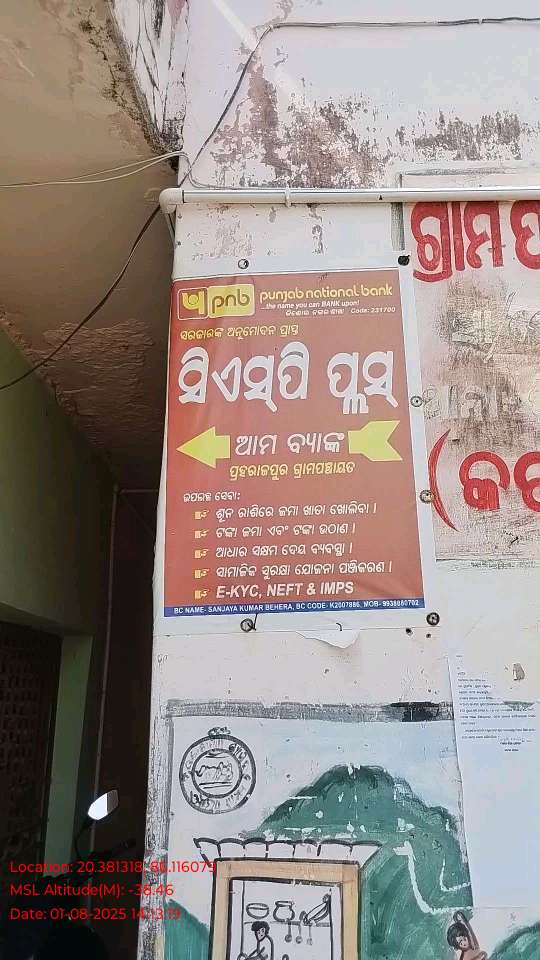 pnb punjab national bank
...the name you can BANK upon!
Code: 231700
ସରକାରଙ୍କ ଅନୁମୋଦନ ପ୍ରାପ୍ତ
ସିଏସ୍‌ପି ପ୍ଲସ୍
ଆମ ବ୍ୟାଙ୍କ
ପ୍ରହରାଜପୁର ଗ୍ରାମପଞ୍ଚାୟତ
ଉପଲବ୍ଧ ସେବା:
ଶୂନ ରାଶିରେ ଜମା ଖାତା ଖୋଲିବା ।
ଟଙ୍କା ଜମା ଏବଂ ଟଙ୍କା ଉଠାଣ ।
ଆଧାର ସକ୍ଷମ ଦେୟ ବ୍ୟବସ୍ଥା ।
ସାମାଜିକ ସୁରକ୍ଷା ଯୋଜନା ପଞ୍ଜିକରଣ ।
E-KYC, NEFT & IMPS
BC NAME- SANJAYA KUMAR BEHERA, BC CODE- K2007886, MOB-
ଗ୍ରାମ
Location: 20.381318,
MSL Altitude(M): -38.46
Date: 01-08-2025 14:13:19